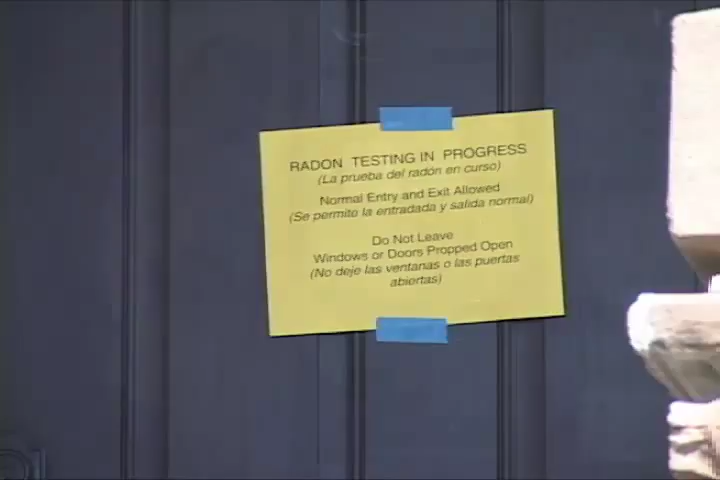 RADON TESTING IN PROGRESS
(La prueba del radón en curso)
Normal Entry and Exit Allowed
(Se permite la entradada y salida normal)
Do Not Leave
Windows or Doors Propped Open
(No deje las ventanas o las puertas
abiertas)